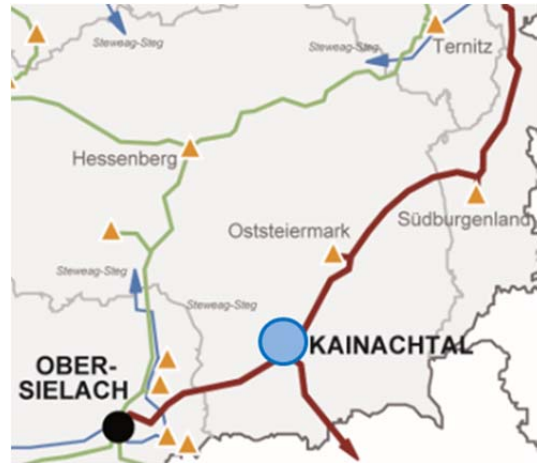 Steweag-Steg
Ternitz
Steweag-Steg
Hessenberg
Südburgenland
Oststeiermark
Steweag-Steg
Steweag-Steg
KAINACHTAL
OBER-
SIELACH